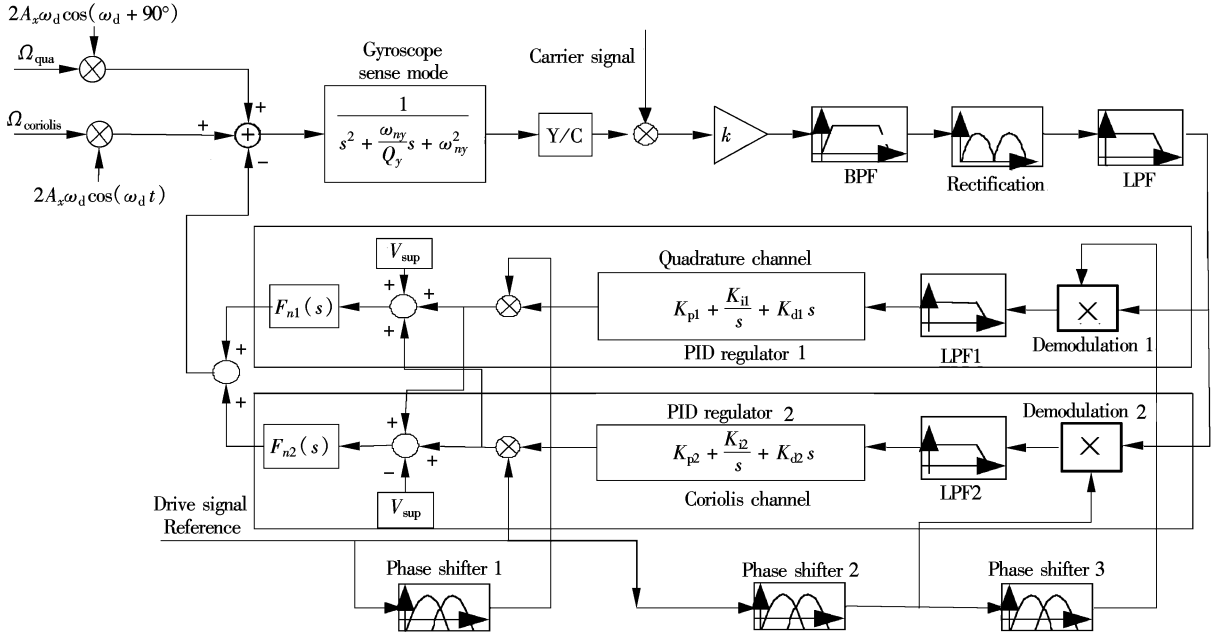 2A_xω_d cos(ω_d + 90°)
Ω_qua
Ω_coriolis
2A_xω_d cos(ω_d t)
+
+
+
−
Gyroscope
sense mode
1
s² + ω_ny/Q_y s + ω²_ny
Y/C
Carrier signal
×
k
BPF
Rectification
LPF
V_sup
+
+
+
F_n1(s)
Quadrature channel
K_p1 + K_i1/s + K_d1 s
PID regulator 1
LPF1
×
Demodulation 1
+
+
F_n2(s)
+
+
−
V_sup
PID regulator 2
K_p2 + K_i2/s + K_d2 s
Coriolis channel
LPF2
Demodulation 2
×
Drive signal
Reference
Phase shifter 1
Phase shifter 2
Phase shifter 3